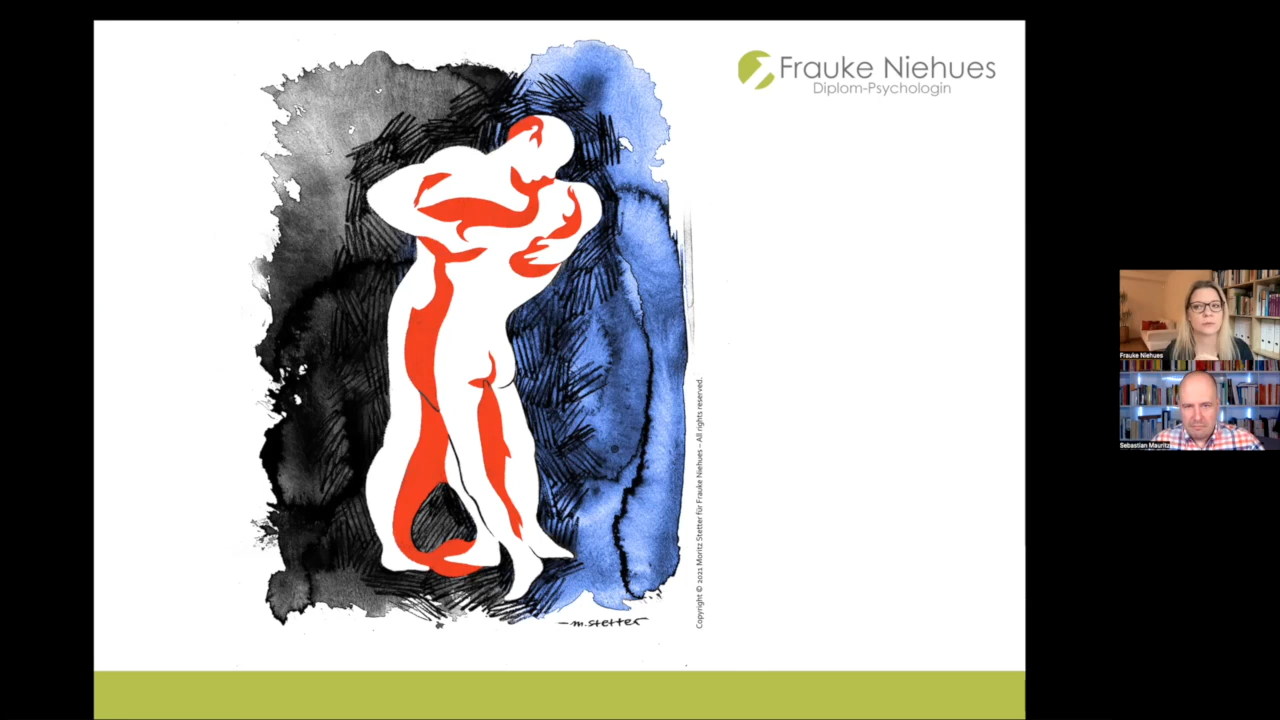 Frauke Niehues
Diplom-Psychologin
Copyright © 2021 Moritz Stetter für Frauke Niehues – All rights reserved.
m.stetter
Frauke Niehues
Sebastian Mauritz